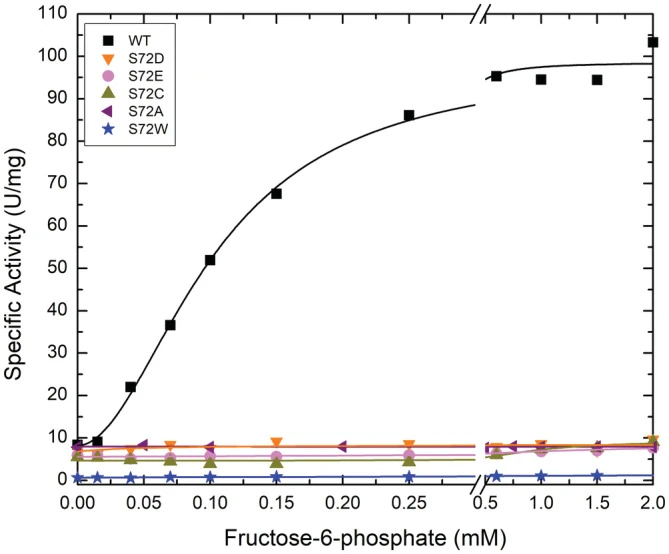 110
100
90
80
70
60
50
40
30
20
10
0
Specific Activity (U/mg)
WT
S72D
S72E
S72C
S72A
S72W
0.00 0.05 0.10 0.15 0.20 0.25 0.5 1.0 1.5 2.0
Fructose-6-phosphate (mM)